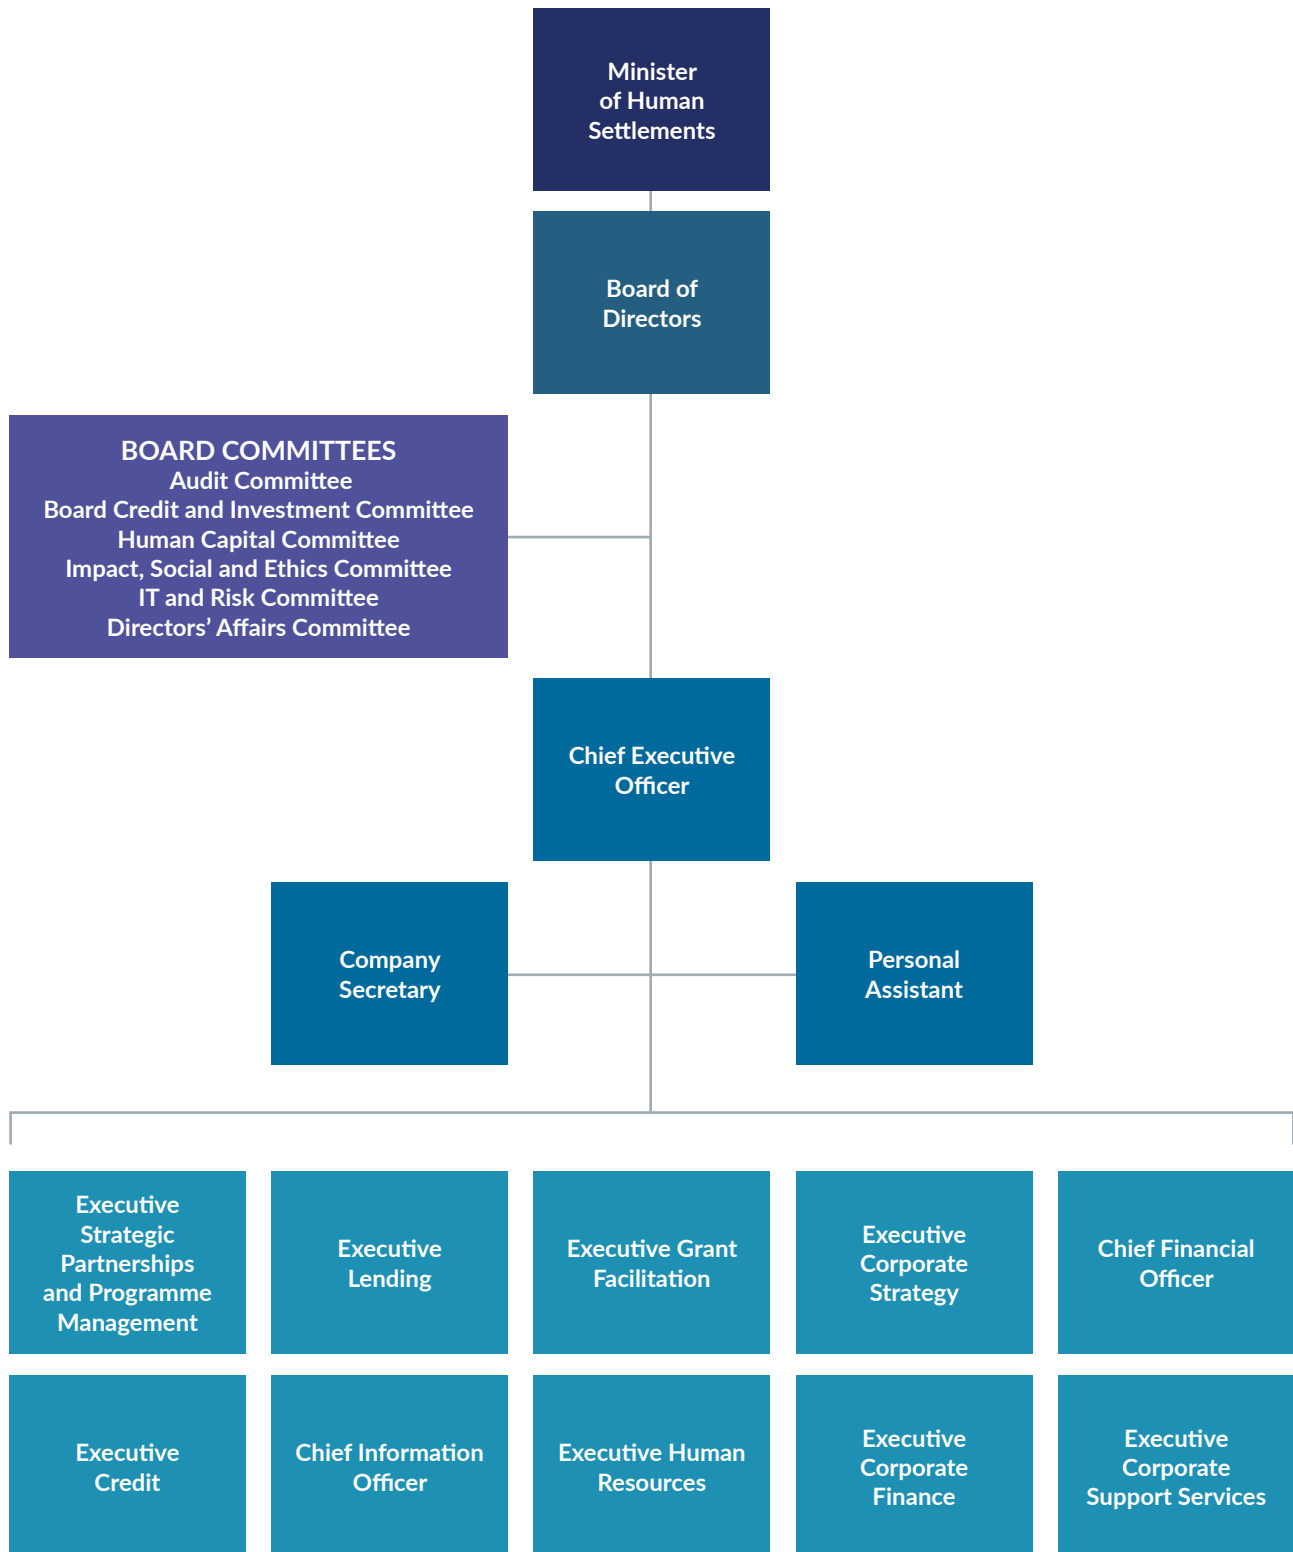 Minister
of Human
Settlements
Board of
Directors
BOARD COMMITTEES
Audit Committee
Board Credit and Investment Committee
Human Capital Committee
Impact, Social and Ethics Committee
IT and Risk Committee
Directors’ Affairs Committee
Chief Executive
Officer
Company
Secretary
Personal
Assistant
Executive
Strategic
Partnerships
and Programme
Management
Executive
Lending
Executive Grant
Facilitation
Executive
Corporate
Strategy
Chief Financial
Officer
Executive
Credit
Chief Information
Officer
Executive Human
Resources
Executive
Corporate
Finance
Executive
Corporate
Support Services